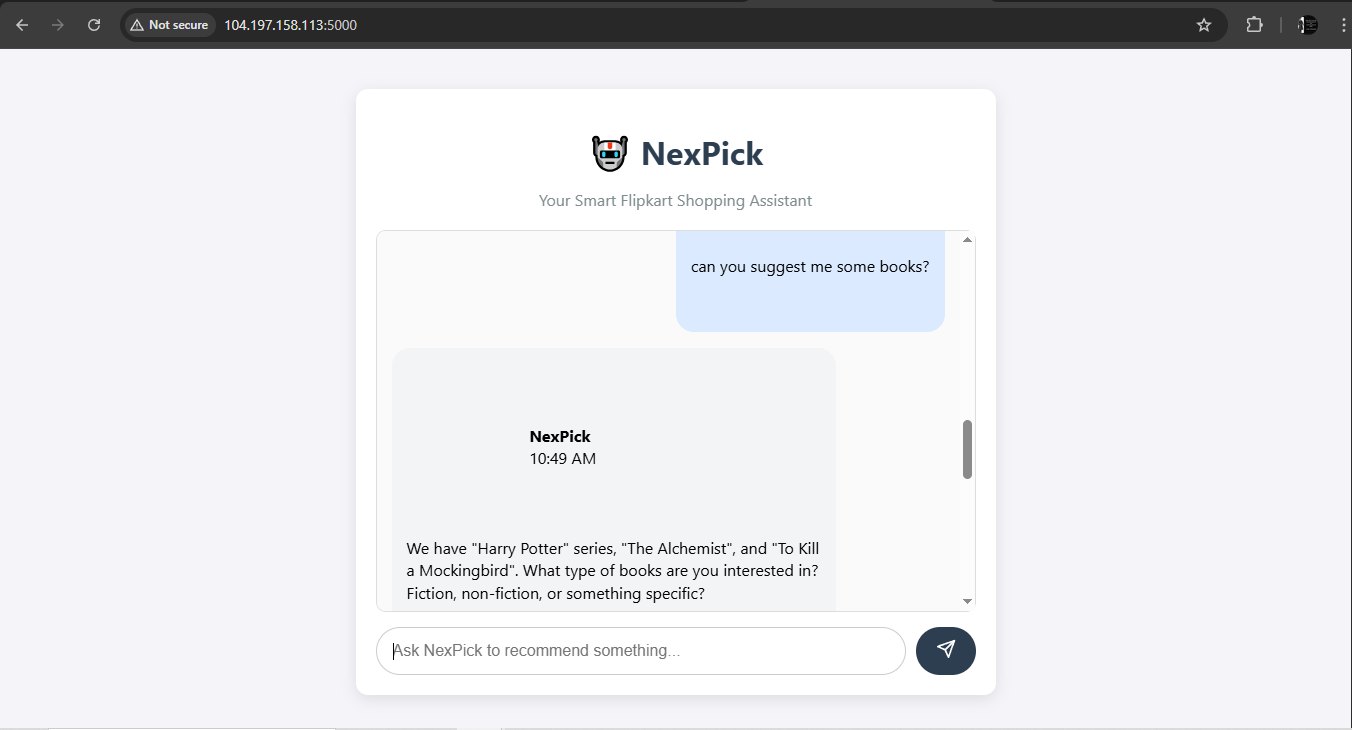 Not secure
104.197.158.113:5000
NexPick
Your Smart Flipkart Shopping Assistant
can you suggest me some books?
NexPick
10:49 AM
We have "Harry Potter" series, "The Alchemist", and "To Kill
a Mockingbird". What type of books are you interested in?
Fiction, non-fiction, or something specific?
Ask NexPick to recommend something...